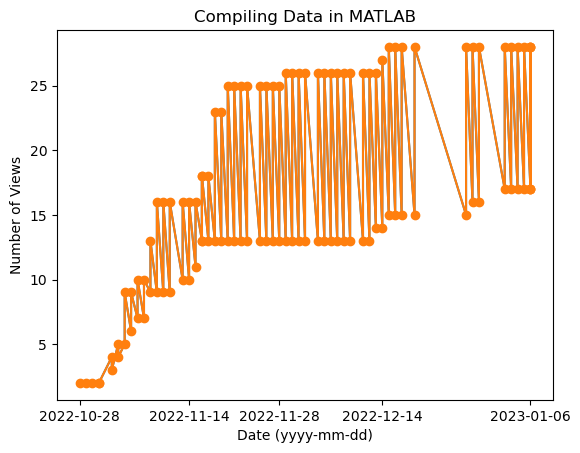 Compiling Data in MATLAB
Number of Views
25
20
15
10
5
2022-10-28 2022-11-14 2022-11-28 2022-12-14 2023-01-06
Date (yyyy-mm-dd)